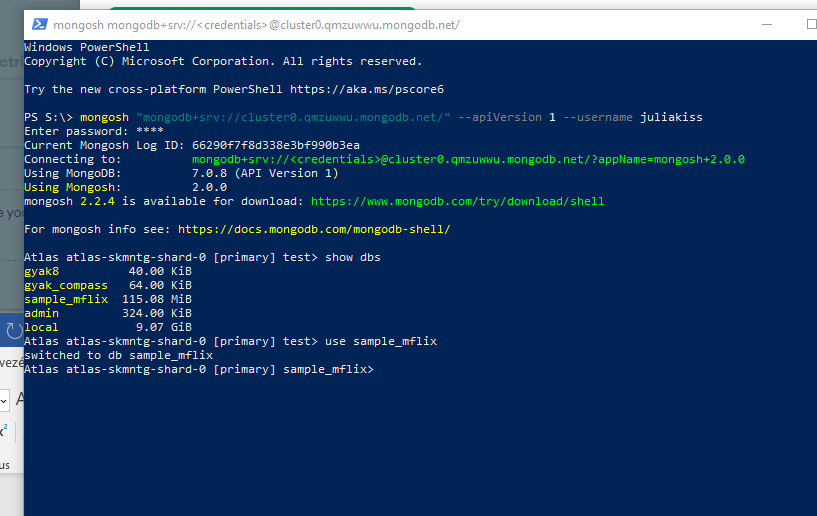 mongosh mongodb+srv://<credentials>@cluster0.qmzuwwu.mongodb.net/
Windows PowerShell
Copyright (C) Microsoft Corporation. All rights reserved.
Try the new cross-platform PowerShell https://aka.ms/pscore6
PS S:\> mongosh "mongodb+srv://cluster0.qmzuwwu.mongodb.net/" --apiVersion 1 --username juliakiss
Enter password: ****
Current Mongosh Log ID: 66290f7f8d338e3bf990b3ea
Connecting to:          mongodb+srv://<credentials>@cluster0.qmzuwwu.mongodb.net/?appName=mongosh+2.0.0
Using MongoDB:          7.0.8 (API Version 1)
Using Mongosh:          2.0.0
mongosh 2.2.4 is available for download: https://www.mongodb.com/try/download/shell
For mongosh info see: https://docs.mongodb.com/mongodb-shell/
Atlas atlas-skmntg-shard-0 [primary] test> show dbs
gyak8          40.00 KiB
gyak_compass   64.00 KiB
sample_mflix  115.08 MiB
admin         324.00 KiB
local           9.07 GiB
Atlas atlas-skmntg-shard-0 [primary] test> use sample_mflix
switched to db sample_mflix
Atlas atlas-skmntg-shard-0 [primary] sample_mflix>